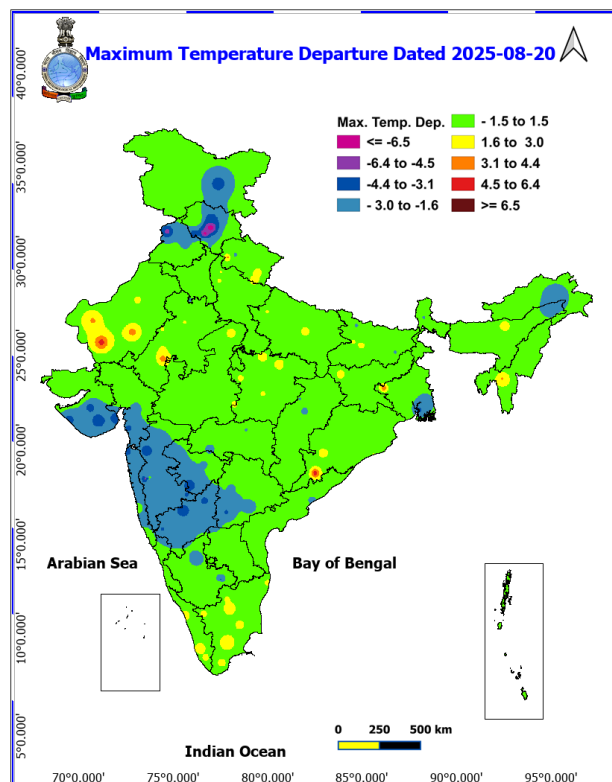 Maximum Temperature Departure Dated 2025-08-20
Max. Temp. Dep.
<= -6.5
-6.4 to -4.5
-4.4 to -3.1
- 3.0 to -1.6
- 1.5 to 1.5
1.6 to 3.0
3.1 to 4.4
4.5 to 6.4
>= 6.5
40°0.000'
35°0.000'
30°0.000'
25°0.000'
20°0.000'
15°0.000'
10°0.000'
5°0.000'
Arabian Sea
Bay of Bengal
Indian Ocean
0 250 500 km
70°0.000' 75°0.000' 80°0.000' 85°0.000' 90°0.000' 95°0.000'